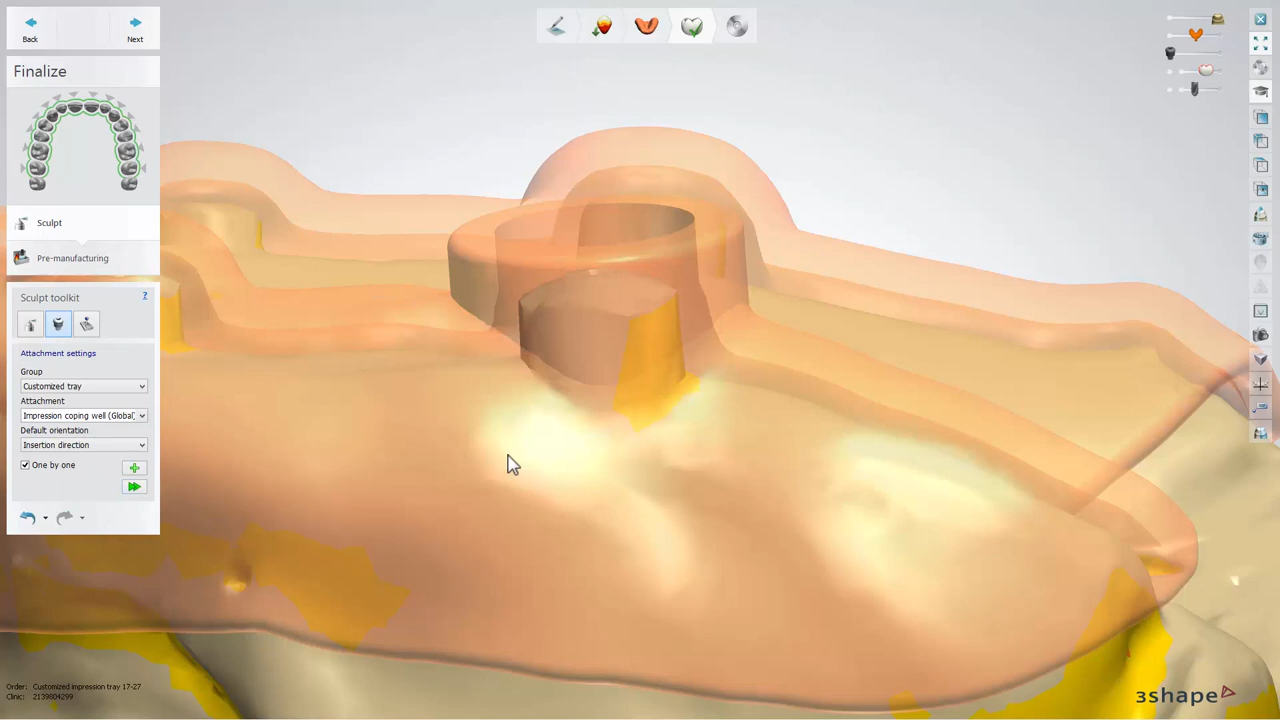 Back
Next
Finalize
Sculpt
Pre-manufacturing
Sculpt toolkit
?
Attachment settings
Group
Customized tray
Attachment
Impression coping well (Global)
Default orientation
Insertion direction
One by one
Order: Customized impression tray 17-27
Clinic: 2139804299
3shape